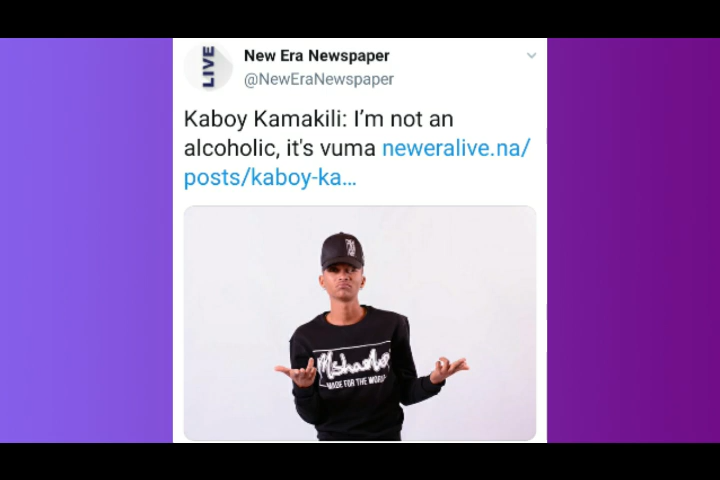 LIVE
New Era Newspaper
@NewEraNewspaper
Kaboy Kamakili: I’m not an
alcoholic, it's vuma neweralive.na/
posts/kaboy-ka...
MADE FOR THE WORLD